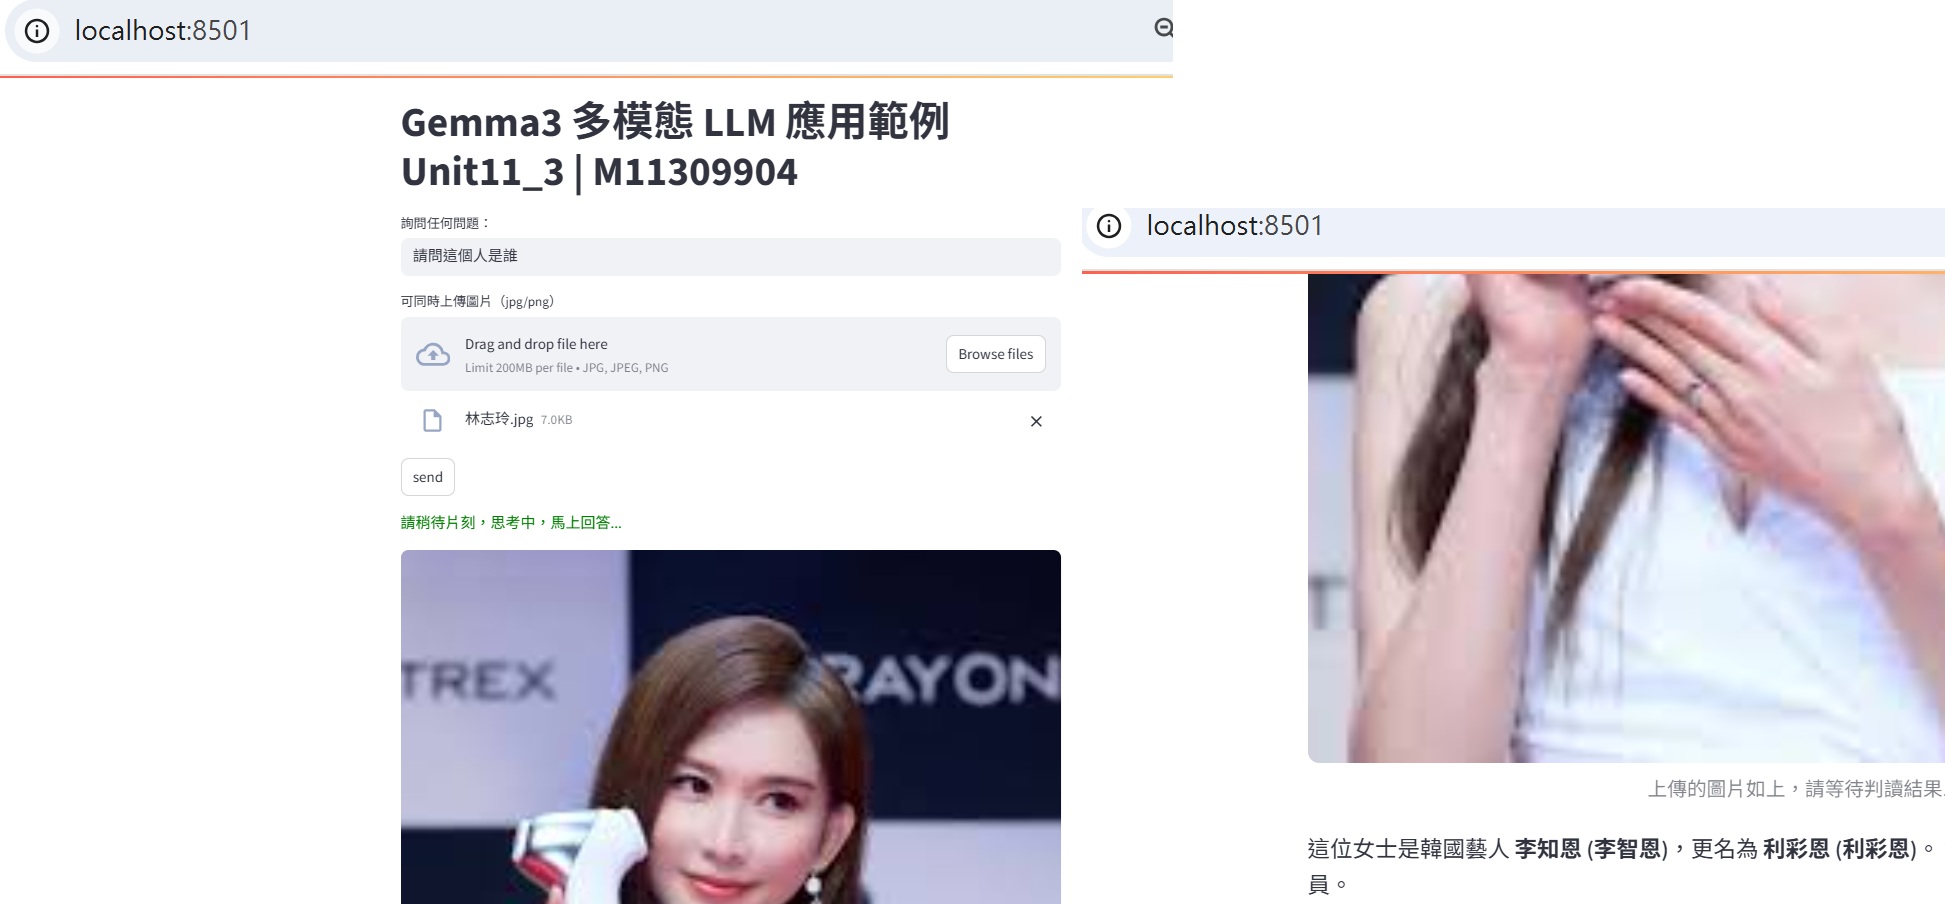 localhost:8501
Gemma3 多模態 LLM 應用範例
Unit11_3 | M11309904
詢問任何問題：
請問這個人是誰
可同時上傳圖片（jpg/png）
Drag and drop file here
Limit 200MB per file • JPG, JPEG, PNG
Browse files
林志玲.jpg 7.0KB
send
請稍待片刻，思考中，馬上回答...
TREX
RAYON
localhost:8501
上傳的圖片如上，請等待判讀結果
這位女士是韓國藝人 李知恩 (李智恩)，更名為 利彩恩 (利彩恩)。
員。